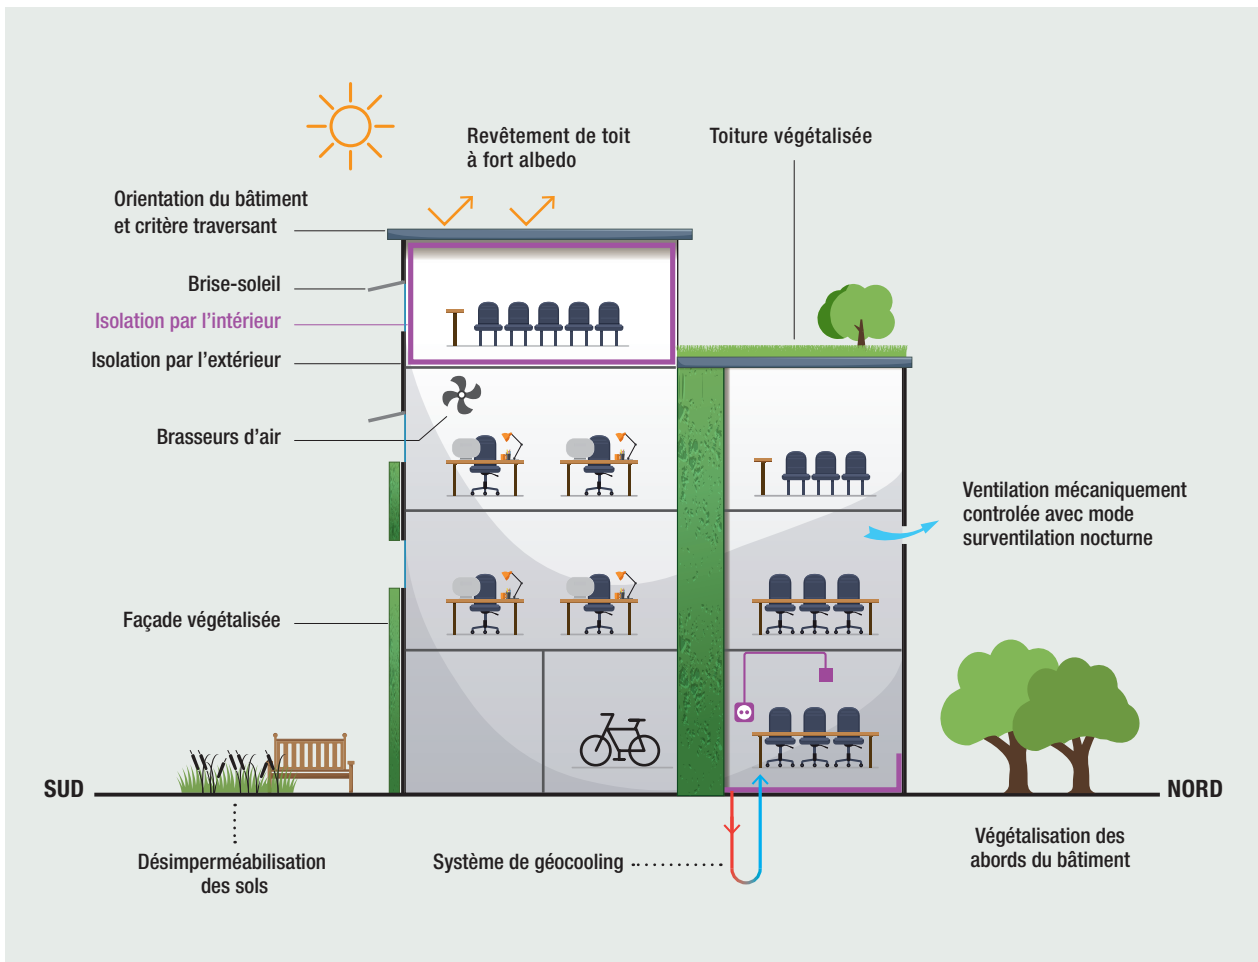 Revêtement de toit
à fort albedo
Toiture végétalisée
Orientation du bâtiment
et critère traversant
Brise-soleil
Isolation par l'intérieur
Isolation par l'extérieur
Brasseurs d'air
Ventilation mécaniquement
controlée avec mode
surventilation nocturne
Façade végétalisée
SUD
NORD
Désimperméabilisation
des sols
Système de géocooling
Végétalisation des
abords du bâtiment